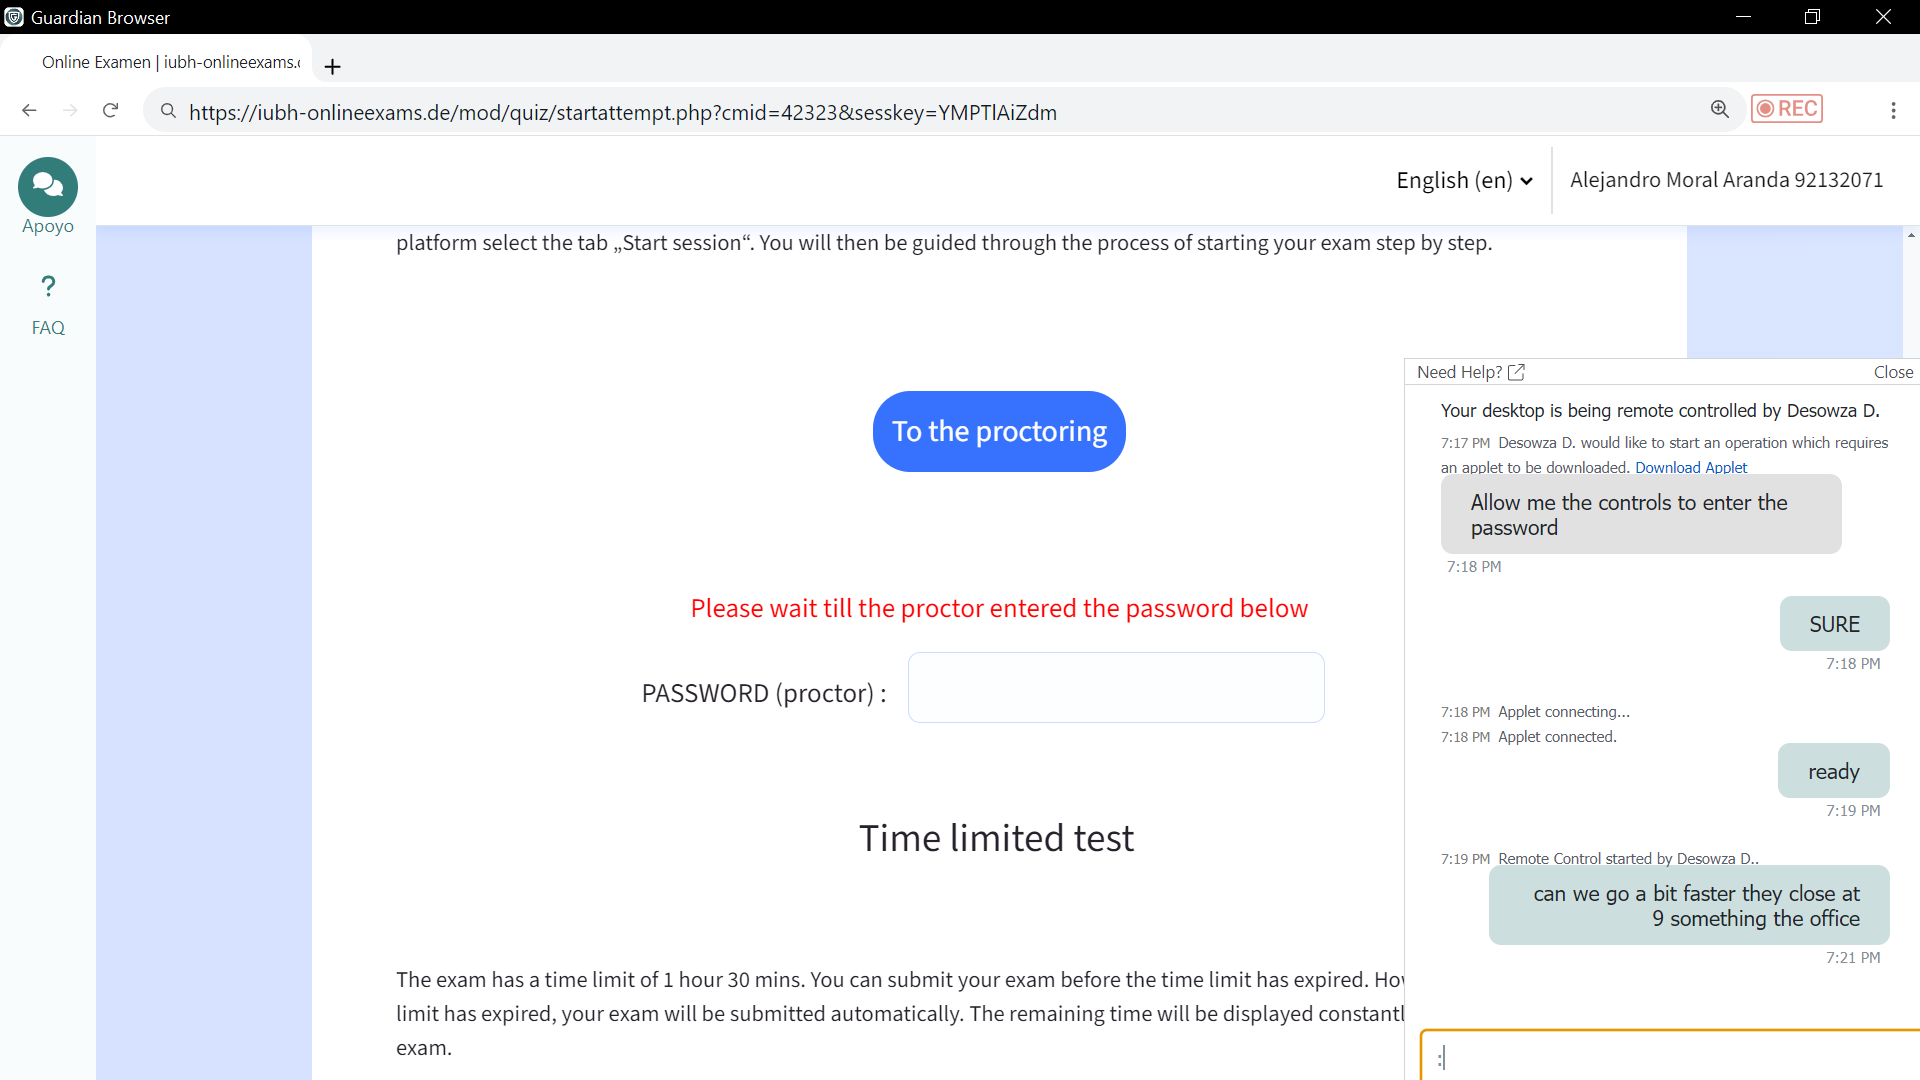 Guardian Browser
Online Examen | iubh-onlineexams.
https://iubh-onlineexams.de/mod/quiz/startattempt.php?cmid=42323&sesskey=YMPTlAiZdm
REC
Apoyo
?
FAQ
English (en)
Alejandro Moral Aranda 92132071
platform select the tab „Start session“. You will then be guided through the process of starting your exam step by step.
To the proctoring
Please wait till the proctor entered the password below
PASSWORD (proctor) :
Time limited test
The exam has a time limit of 1 hour 30 mins. You can submit your exam before the time limit has expired.
limit has expired, your exam will be submitted automatically. The remaining time will be displayed
exam.
Need Help?
Close
Your desktop is being remote controlled by Desowza D.
7:17 PM Desowza D. would like to start an operation which requires
an applet to be downloaded. Download Applet
Allow me the controls to enter the
password
7:18 PM
SURE
7:18 PM
7:18 PM Applet connecting...
7:18 PM Applet connected.
ready
7:19 PM
7:19 PM Remote Control started by Desowza D..
can we go a bit faster they close at
9 something the office
7:21 PM
: